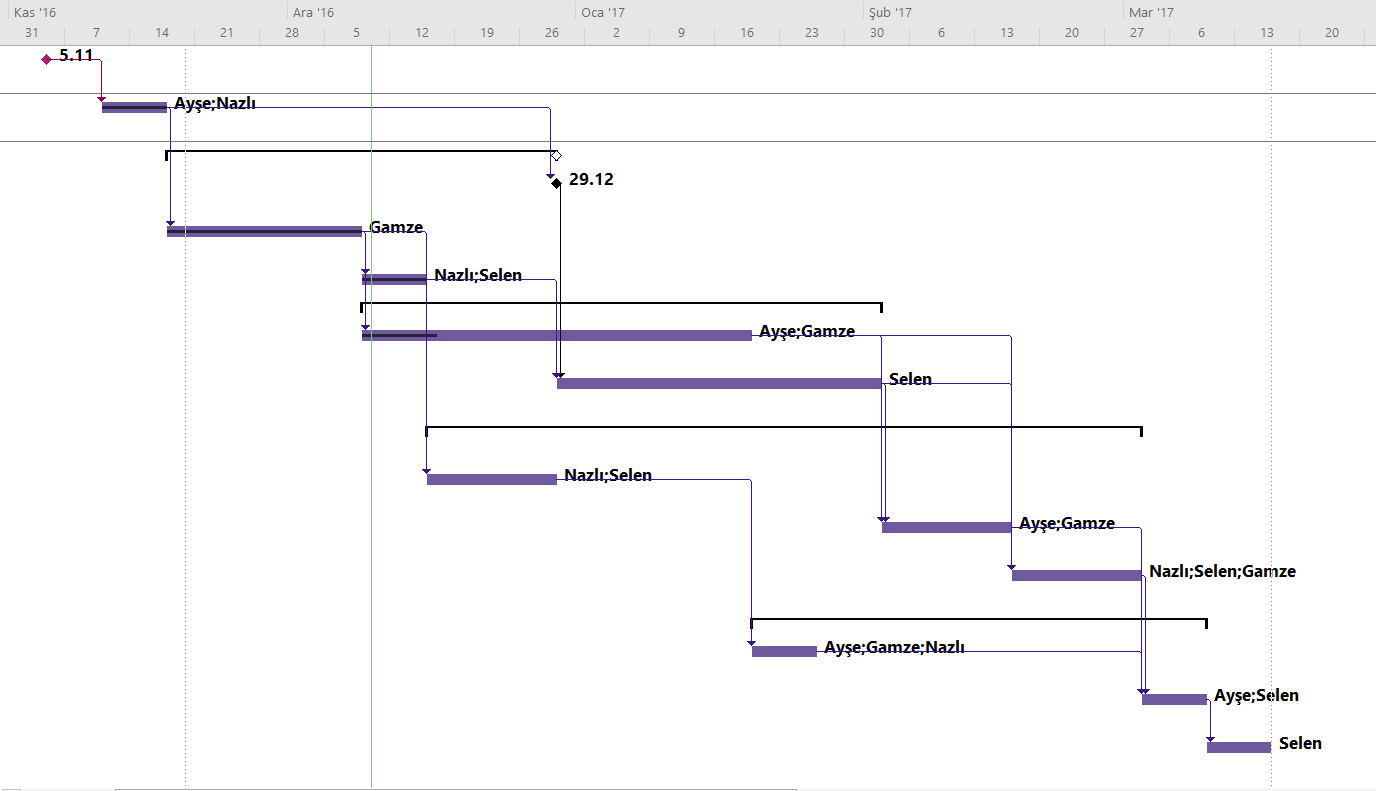 Kas '16 Ara '16 Oca '17 Şub '17 Mar '17
31 7 14 21 28 5 12 19 26 2 9 16 23 30 6 13 20 27 6 13 20
5.11
Ayşe;Nazlı
29.12
Gamze
Nazlı;Selen
Ayşe;Gamze
Selen
Nazlı;Selen
Ayşe;Gamze
Nazlı;Selen;Gamze
Ayşe;Gamze;Nazlı
Ayşe;Selen
Selen